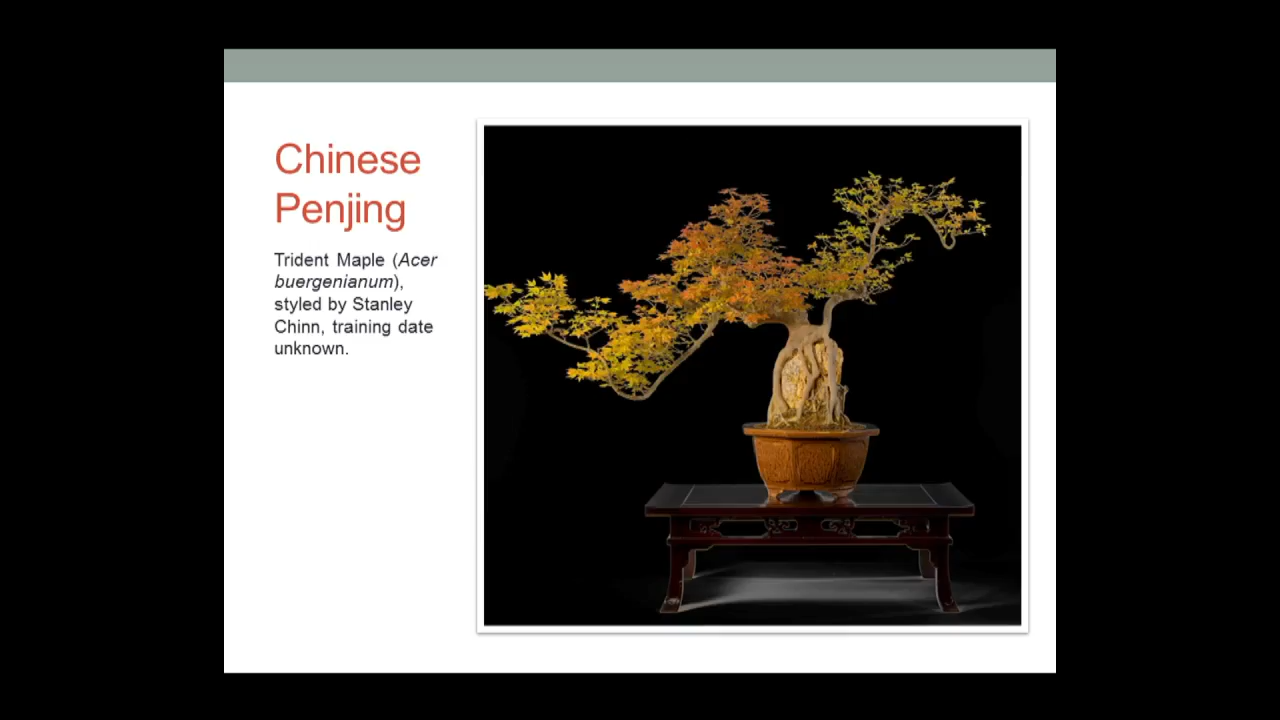 Chinese
Penjing
Trident Maple (Acer
buergenianum),
styled by Stanley
Chinn, training date
unknown.